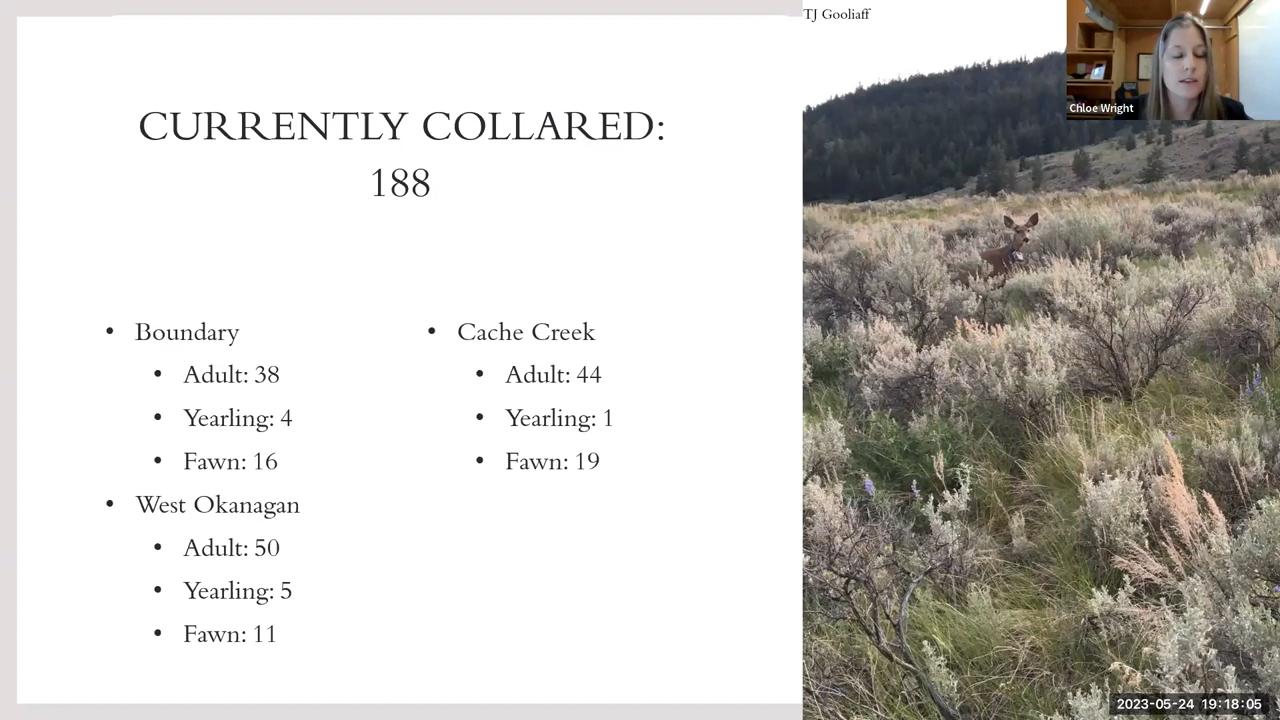 CURRENTLY COLLARED:
188
• Boundary
• Adult: 38
• Yearling: 4
• Fawn: 16
• West Okanagan
• Adult: 50
• Yearling: 5
• Fawn: 11
• Cache Creek
• Adult: 44
• Yearling: 1
• Fawn: 19
TJ Gooliaff
Chloe Wright
2023-05-24 19:18:05